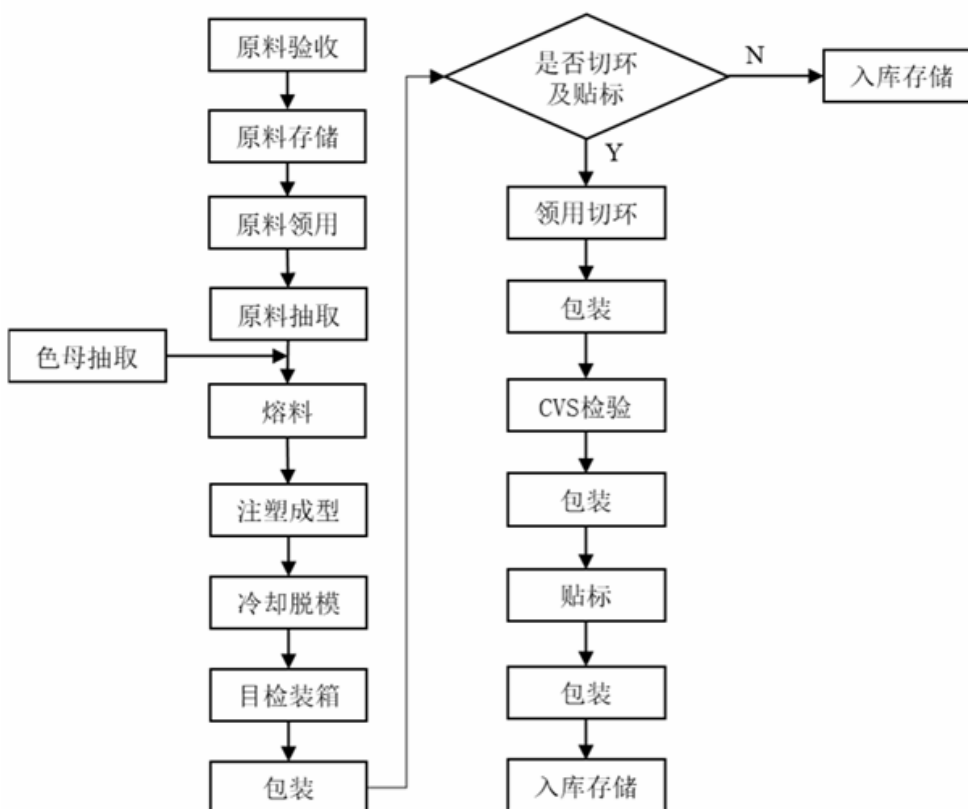 原料验收
原料存储
原料领用
原料抽取
色母抽取
熔料
注塑成型
冷却脱模
目检装箱
包装
是否切环
及贴标
N
入库存储
Y
领用切环
包装
CVS检验
包装
贴标
包装
入库存储